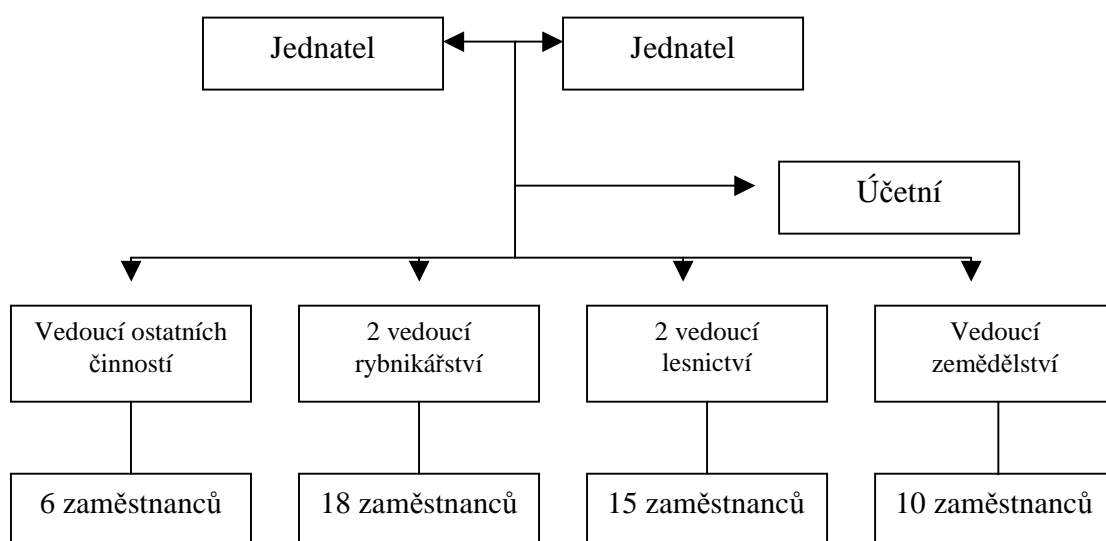 Jednatel
Jednatel
Účetní
Vedoucí ostatních
činností
2 vedoucí
rybnikářství
2 vedoucí
lesnictví
Vedoucí
zemědělství
6 zaměstnanců
18 zaměstnanců
15 zaměstnanců
10 zaměstnanců